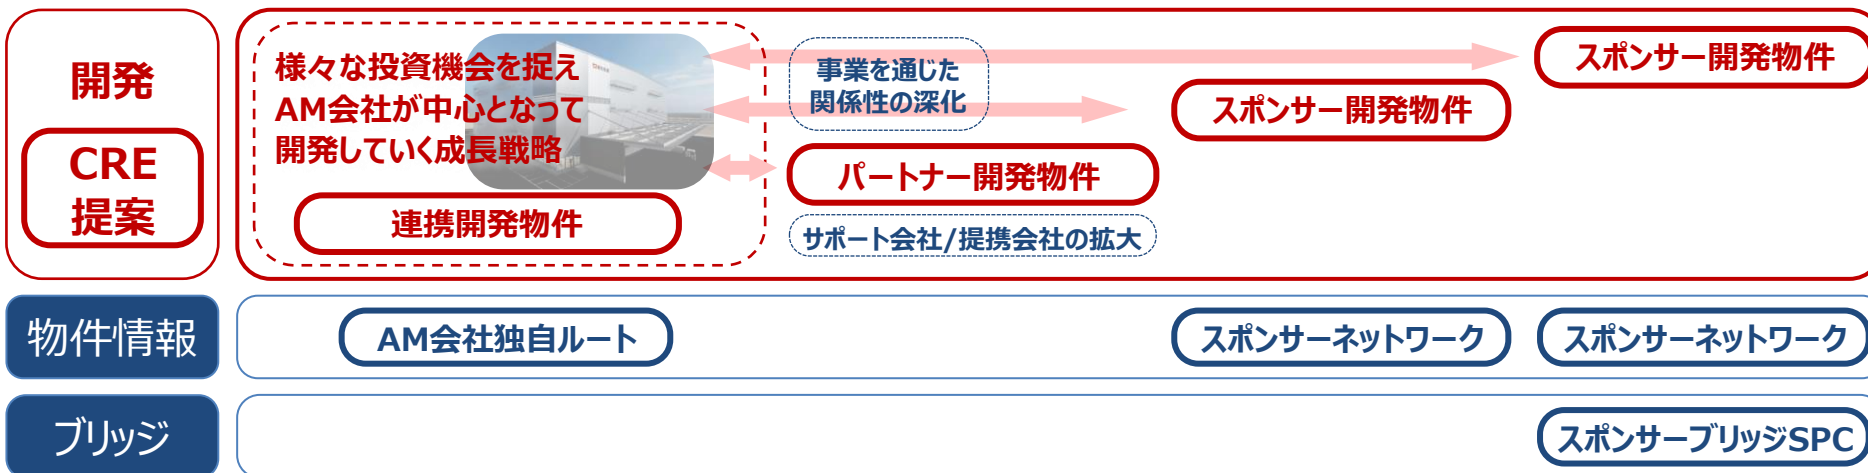 開発
CRE
提案
様々な投資機会を捉え
AM会社が中心となって
開発していく成長戦略
連携開発物件
事業を通じた
関係性の深化
パートナー開発物件
サポート会社/提携会社の拡大
スポンサー開発物件
スポンサー開発物件
物件情報
AM会社独自ルート
スポンサーネットワーク
スポンサーネットワーク
ブリッジ
スポンサーブリッジSPC